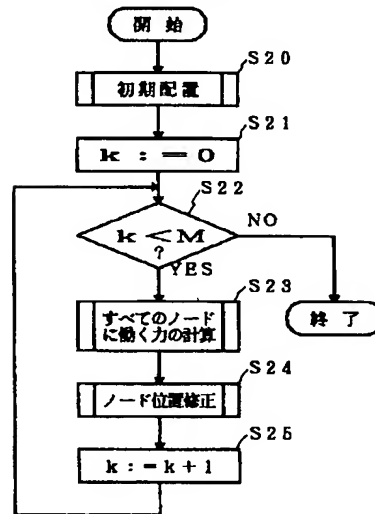 開始
S20
初期配置
S21
k:=0
S22
k<M
?
NO
YES
S23
すべてのノード
に働く力の計算
終了
S24
ノード位置修正
S25
k:=k+1